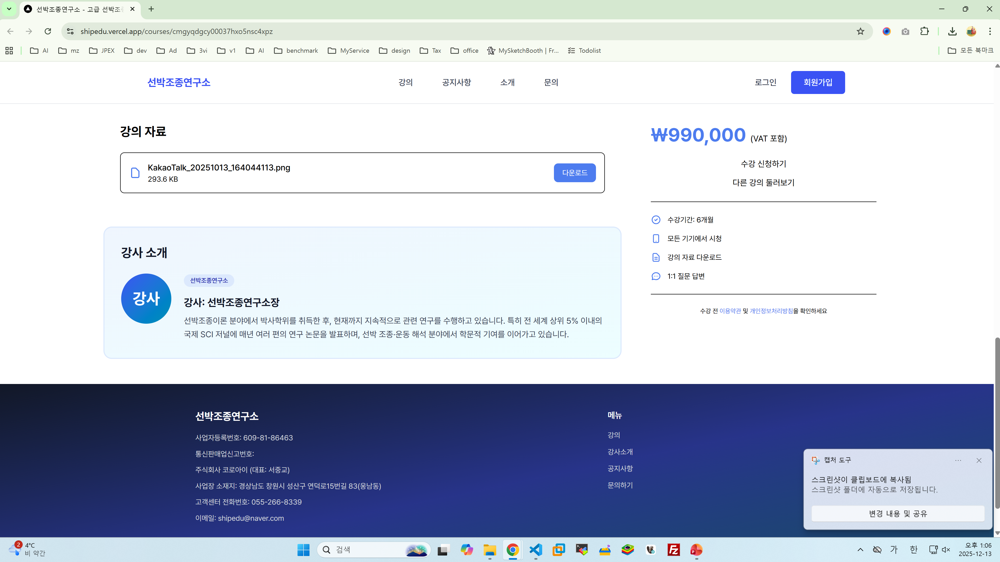 선박조종연구소 - 고급 선박조
shipedu.vercel.app/courses/cmgyqdgcy00037hxo5nsc4xpz
AI mz JPEX dev Ad 3vi v1 AI benchmark MyService design Tax office MySketchBooth | Fr... Todolist 모든 북마크
선박조종연구소 강의 공지사항 소개 문의 로그인 회원가입
강의 자료
KakaoTalk_20251013_164044113.png
293.6 KB
다운로드
₩990,000 (VAT 포함)
수강 신청하기
다른 강의 둘러보기
수강기간: 6개월
모든 기기에서 시청
강의 자료 다운로드
1:1 질문 답변
수강 전 이용약관 및 개인정보처리방침을 확인하세요
강사 소개
강사
선박조종연구소
강사: 선박조종연구소장
선박조종이론 분야에서 박사학위를 취득한 후, 현재까지 지속적으로 관련 연구를 수행하고 있습니다. 특히 전 세계 상위 5% 이내의
국제 SCI 저널에 매년 여러 편의 연구 논문을 발표하며, 선박 조종·운동 해석 분야에서 학문적 기여를 이어가고 있습니다.
선박조종연구소
사업자등록번호: 609-81-86463
통신판매업신고번호:
주식회사 코로아이 (대표: 서중교)
사업장 소재지: 경상남도 창원시 성산구 연덕로15번길 83(웅남동)
고객센터 전화번호: 055-266-8339
이메일: shipedu@naver.com
메뉴
강의
강사소개
공지사항
문의하기
캡처 도구
스크린샷이 클립보드에 복사됨
스크린샷 폴더에 자동으로 저장됩니다.
변경 내용 및 공유
2
4°C
비 약간
검색
가 한
오후 1:06
2025-12-13